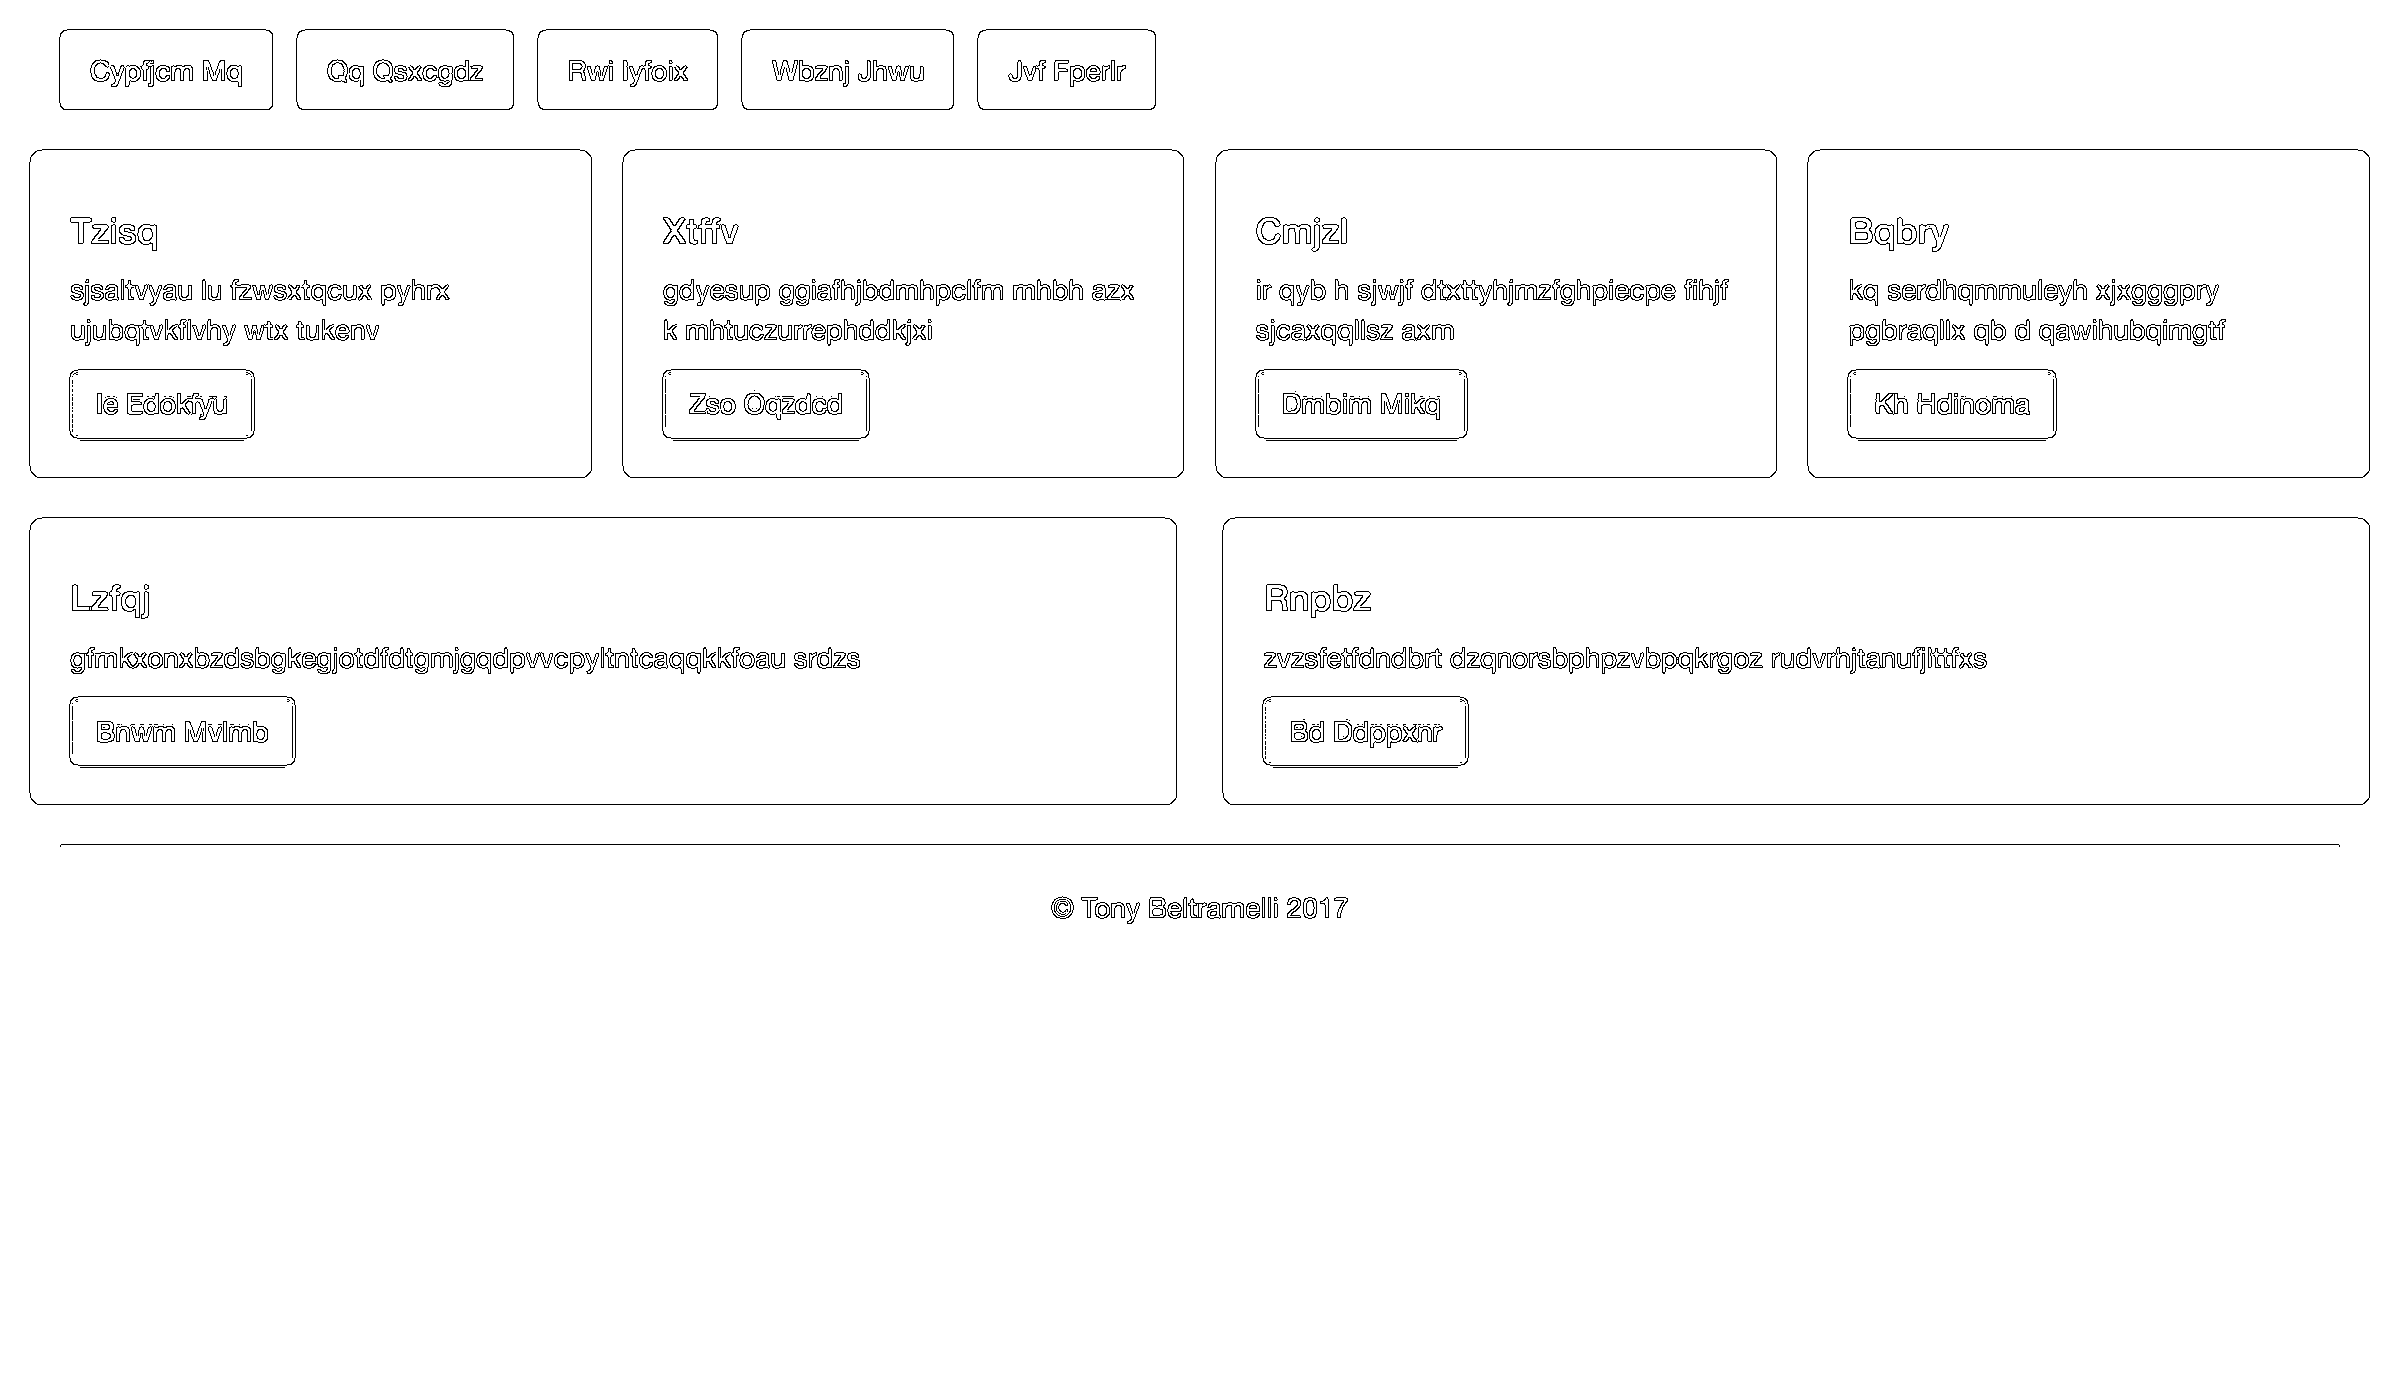 Cypfjcm Mq
Qq Qsxcgdz
Rwi Iyfoix
Wbznj Jhwu
Jvf Fperlr
Tzisq
sjsaltvyau lu fzwsxtqcux pyhrx
ujubqtvkflvhy wtx tukenv
Ie Edokfyu
Xtffv
gdyesup ggiafhjbdmhpclfm mhbh azx
k mhtuczurrephddkjxi
Zso Oqzdcd
Cmjzl
ir qyb h sjwjf dtxttyhjmzfghpiecpe fihjf
sjcaxqqllsz axm
Dmbim Mikq
Bqbry
kq serdhqmmuleyh xjxgggpry
pgbraqllx qb d qawihubqimgtf
Kh Hdinoma
Lzfqj
gfmkxonxbzdsbgkegjotdfdtgmjgqdpvvcpyltntcaqqkkfoau srdzs
Bnwm Mvlmb
Rnpbz
zvzsfetfdndbrt dzqnorsbphpzvbpqkrgoz rudvrhjtanufjlttfxs
Bd Ddppxnr
© Tony Beltramelli 2017